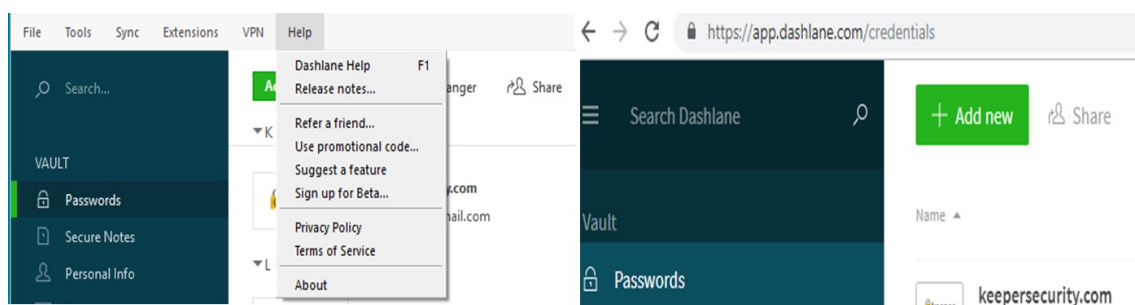 File Tools Sync Extensions VPN Help
Search...
VAULT
Passwords
Secure Notes
Personal Info
Dashlane Help F1
Release notes...
Refer a friend...
Use promotional code...
Suggest a feature
Sign up for Beta...
Privacy Policy
Terms of Service
About
Share
K
L
https://app.dashlane.com/credentials
Search Dashlane
Add new Share
Vault
Name
Passwords
keepersecurity.com